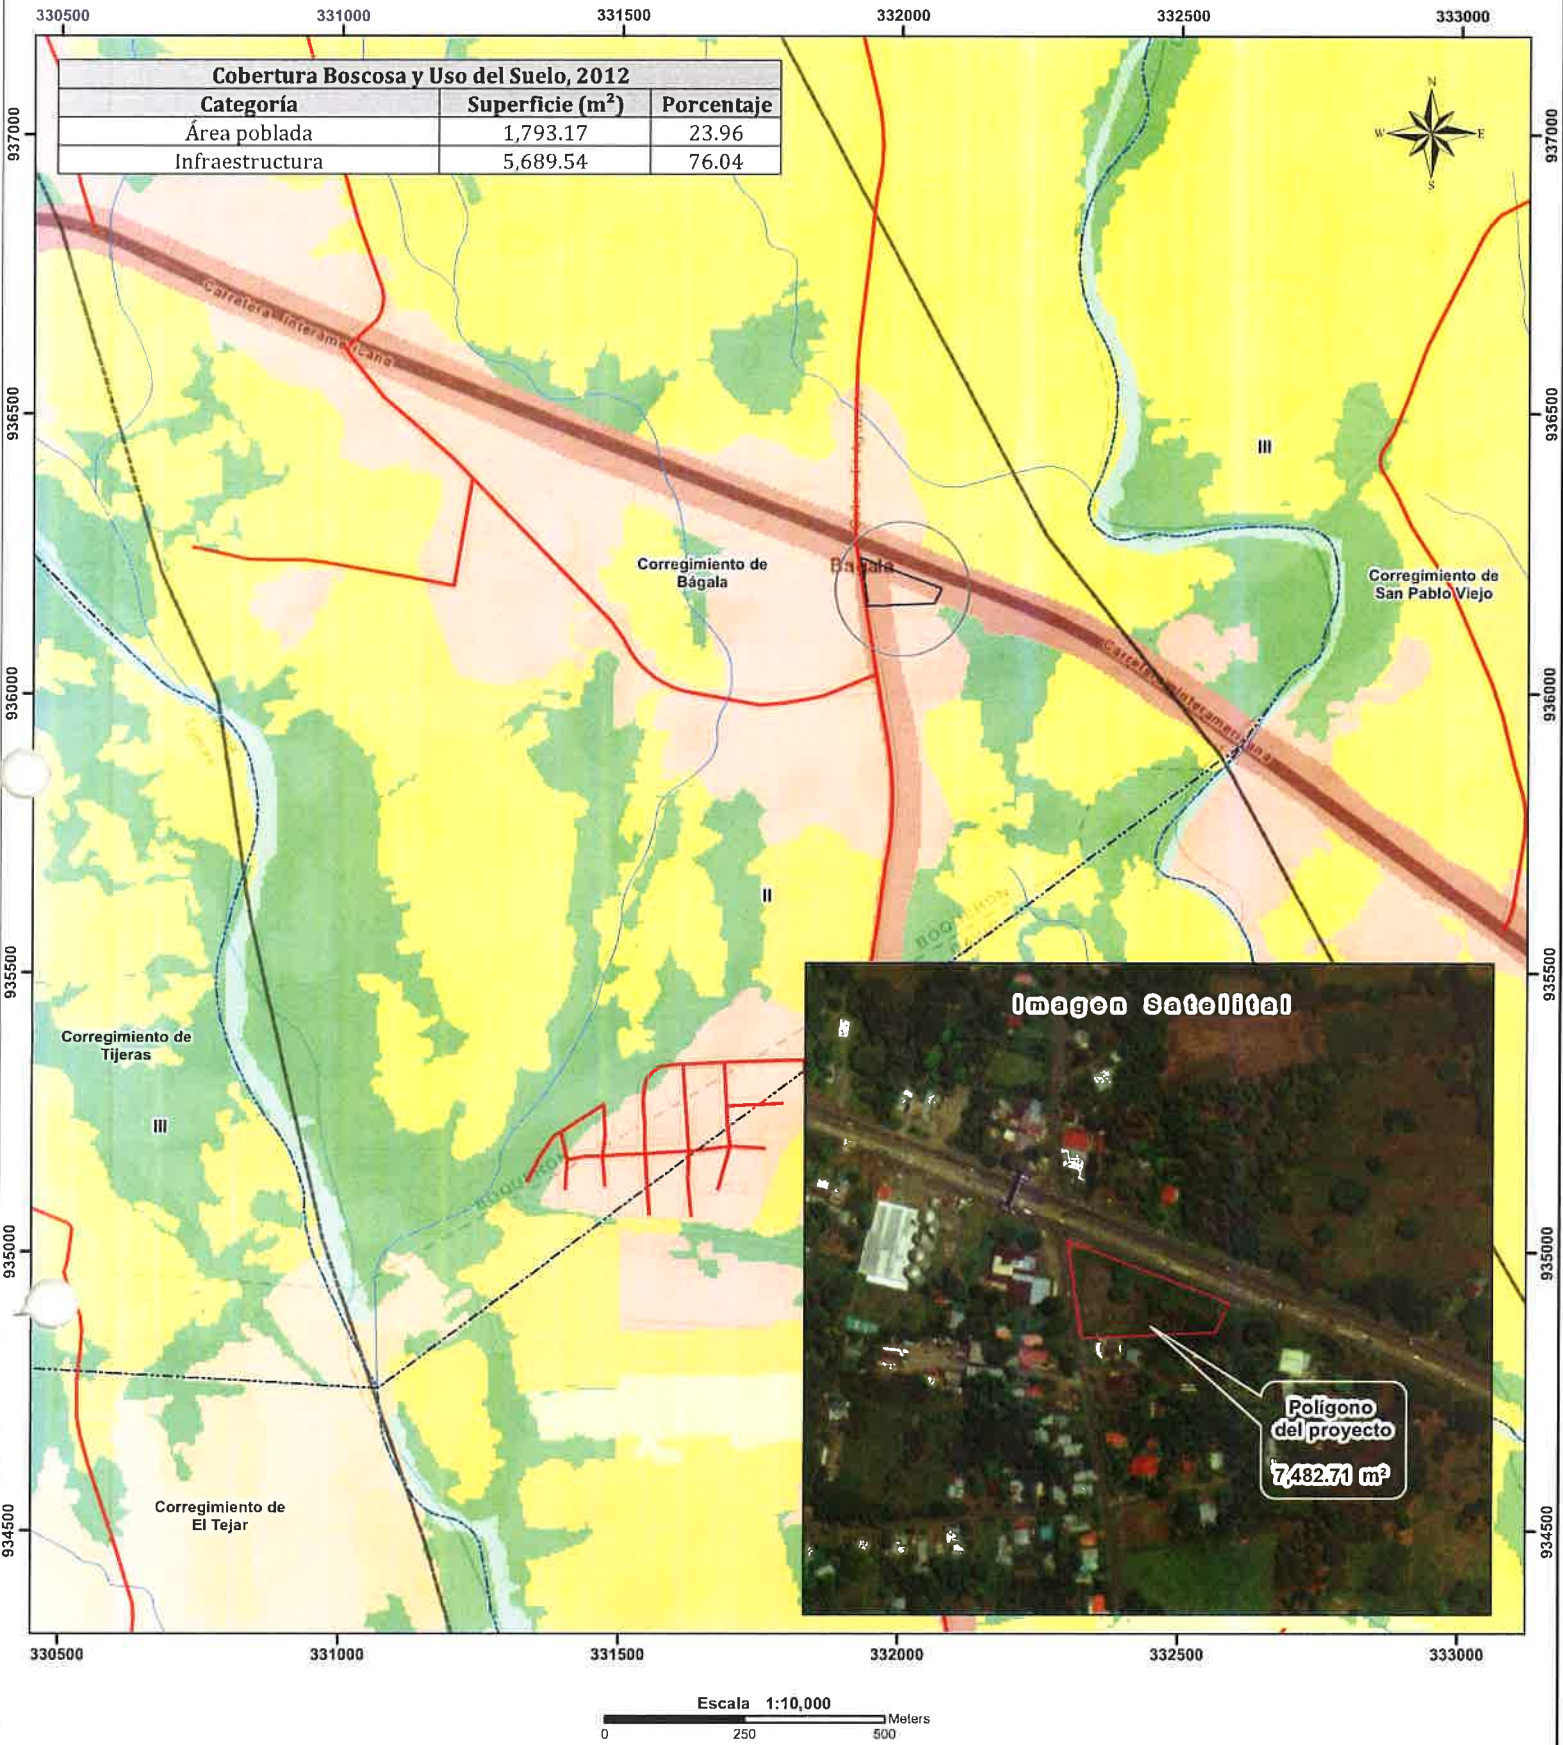 330500 331000 331500 332000 332500 333000
Cobertura Boscosa y Uso del Suelo, 2012
Categoría Superficie (m²) Porcentaje
Área poblada 1,793.17 23.96
Infraestructura 5,689.54 76.04
N
W E
S
937000 937000
Carretera Interamericana
936500 936500
III
Corregimiento de
Bágala
Bagala
Corregimiento de
San Pablo Viejo
Carretera Interamericana
936000 936000
Tijeras
II
BOQUERON
935500 935500
Imagen Satelital
Corregimiento de
Tijeras
III
BOQUERON
935000 935000
Polígono
del proyecto
7,482.71 m²
Corregimiento de
El Tejar
934500 934500
330500 331000 331500 332000 332500 333000
Escala 1:10,000
Meters
0 250 500